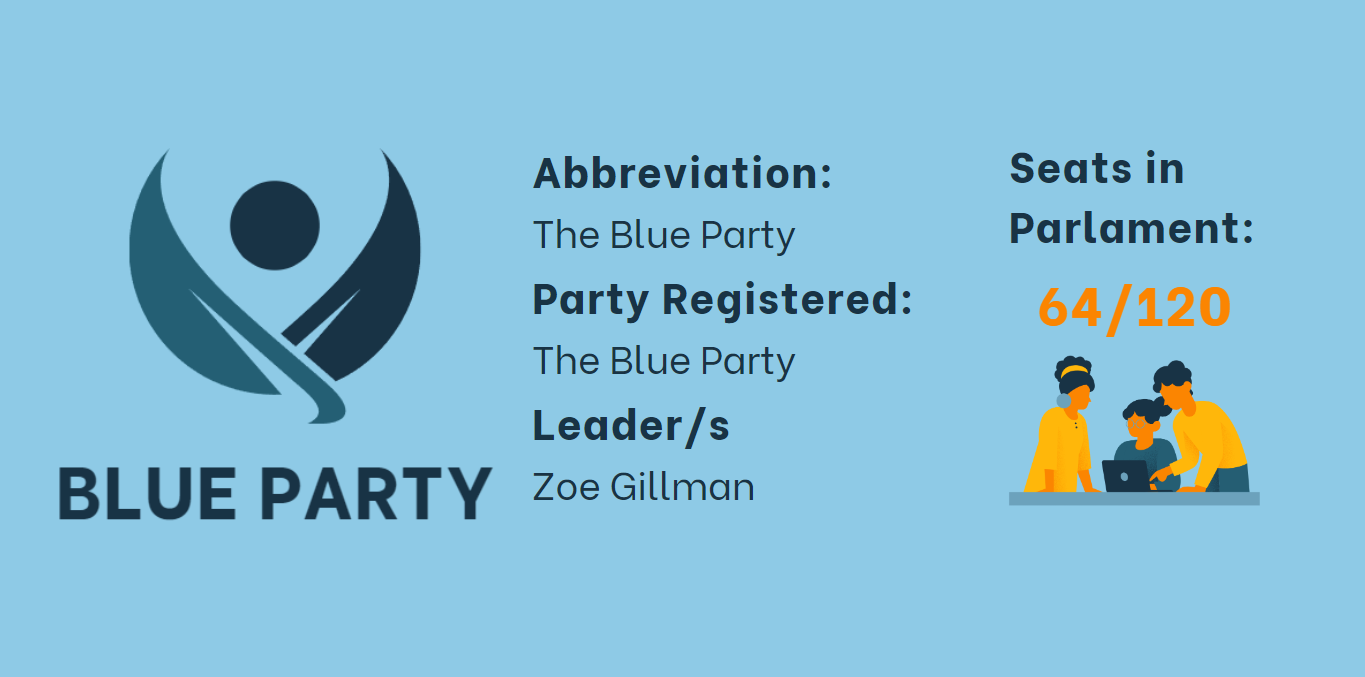 BLUE PARTY
Abbreviation:
The Blue Party
Party Registered:
The Blue Party
Leader/s
Zoe Gillman
Seats in
Parlament:
64/120